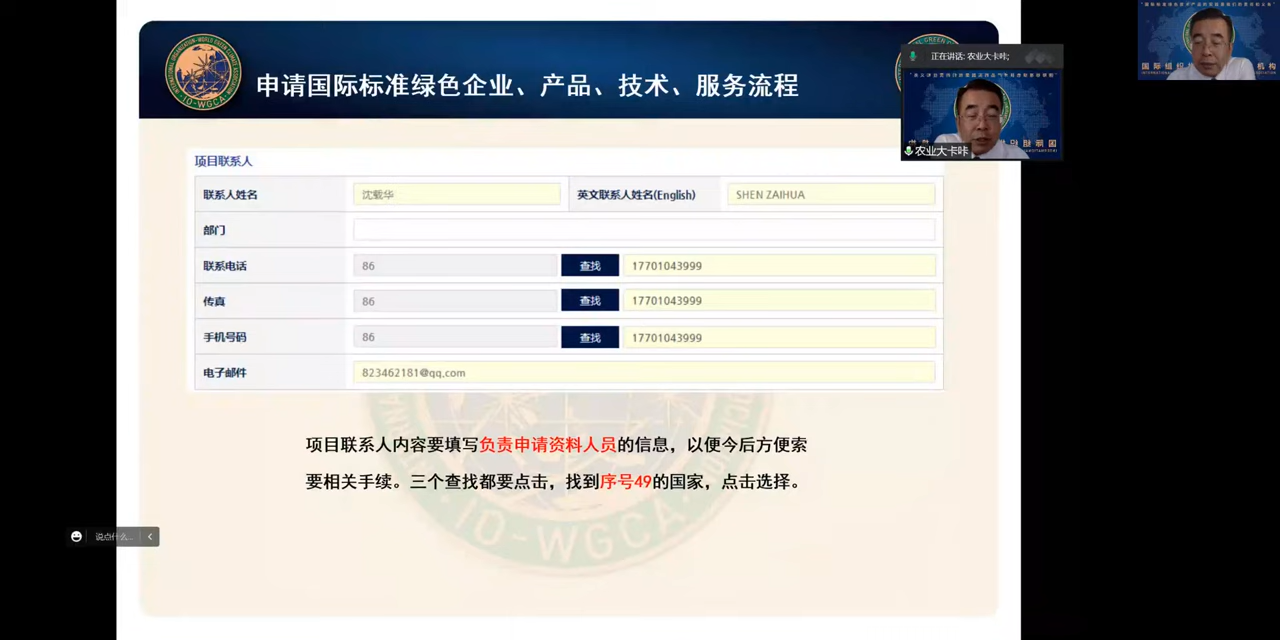 申请国际标准绿色企业、产品、技术、服务流程
正在讲话: 农业大卡咔;
农业大卡咔
项目联系人
联系人姓名 沈载华 英文联系人姓名(English) SHEN ZAIHUA
部门
联系电话 86 查找 17701043999
传真 86 查找 17701043999
手机号码 86 查找 17701043999
电子邮件 823462181@qq.com
项目联系人内容要填写负责申请资料人员的信息，以便今后方便索
要相关手续。三个查找都要点击，找到序号49的国家，点击选择。
IO-WGCA
说点什么...